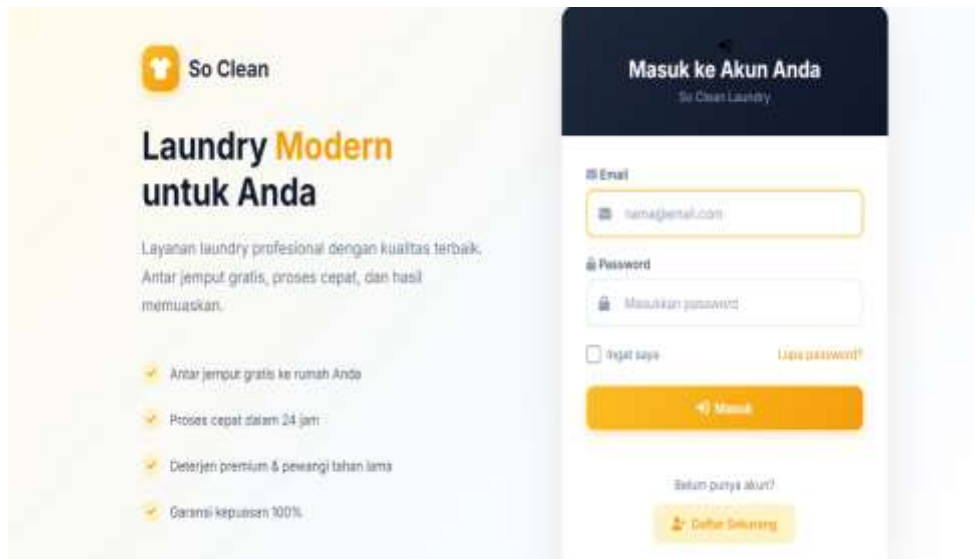 So Clean
Laundry Modern
untuk Anda
Layanan laundry profesional dengan kualitas terbaik.
Antar jemput gratis, proses cepat, dan hasil
memuaskan.
Antar jemput gratis ke rumah Anda
Proses cepat dalam 24 jam
Deterjen premium & pewangi tahan lama
Garansi kepuasan 100%
Masuk ke Akun Anda
So Clean Laundry
Email
nama@email.com
Password
Masukkan password
Ingat saya
Lupa password?
Masuk
Belum punya akun?
Daftar Sekarang